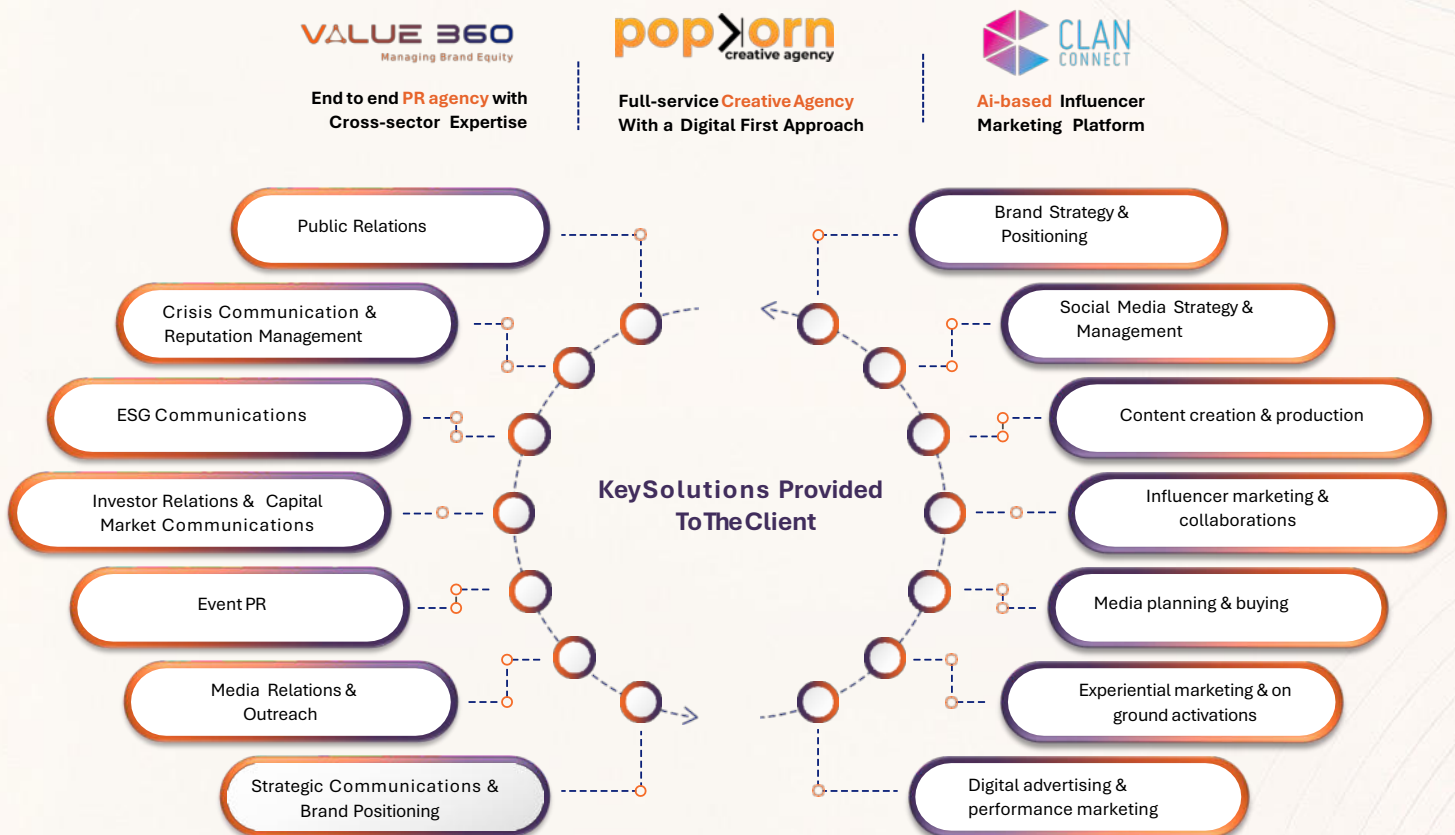 VALUE 360
Managing Brand Equity
End to end PR agency with
Cross-sector Expertise
popkorn
creative agency
Full-service Creative Agency
With a Digital First Approach
CLAN
CONNECT
Ai-based Influencer
Marketing Platform
Public Relations
Crisis Communication &
Reputation Management
ESG Communications
Investor Relations & Capital
Market Communications
Event PR
Media Relations &
Outreach
Strategic Communications &
Brand Positioning
KeySolutions Provided
ToTheClient
Brand Strategy &
Positioning
Social Media Strategy &
Management
Content creation & production
Influencer marketing &
collaborations
Media planning & buying
Experiential marketing & on
ground activations
Digital advertising &
performance marketing